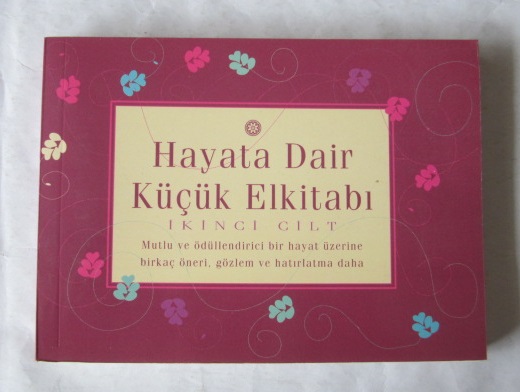 Hayata Dair
Küçük Elkitabı
İKİNCİ CİLT
Mutlu ve ödüllendirici bir hayat üzerine
birkaç öneri, gözlem ve hatırlatma daha